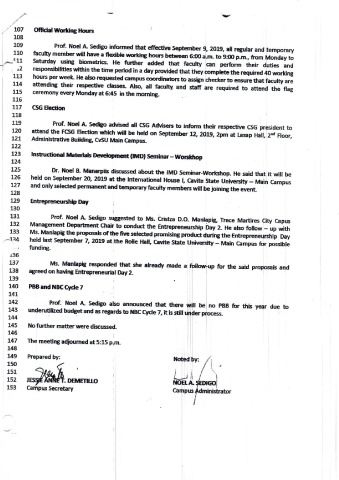 107 Official Working Hours
108
109 Prof. Noel A. Sedigo informed that effective September 9, 2019, all regular and temporary
110 faculty member will have a flexible working hours between 6:00 a.m. to 9:00 p.m., from Monday to
111 Saturday using biometrics. He further added that faculty can perform their duties and
112 responsibilities within the time period in a day provided that they complete the required 40 working
113 hours per week. He also requested campus coordinators to assign checker to ensure that faculty are
114 attending their respective classes. Also, all faculty and staff are required to attend the flag
115 ceremony every Monday at 6:45 in the morning.
116
117 CSG Election
118
119 Prof. Noel A. Sedigo advised all CSG Advisers to inform their respective CSG president to
120 attend the FCSG Election which will be held on September 12, 2019, 2pm at Lasap Hall, 2nd Floor,
121 Administrative Building, CvSU Main Campus.
122
123 Instructional Materials Development (IMD) Seminar – Worskhop
124
125 Dr. Noel B. Manarpiis discussed about the IMD Seminar-Workshop. He said that it will be
126 held on September 20, 2019 at the International House I, Cavite State University – Main Campus
127 and only selected permanent and temporary faculty members will be joining the event.
128
129 Entrepreneurship Day
130
131 Prof. Noel A. Sedigo suggested to Ms. Cristza D.O. Manlapig, Trece Martires City Capus
132 Management Department Chair to conduct the Entrepreneurship Day 2. He also follow – up with
133 Ms. Manlapig the proposals of the five selected promising product during the Entrepreneurship Day
134 held last September 7, 2019 at the Rolle Hall, Cavite State University – Main Campus for possible
135 funding.
136
137 Ms. Manlapig responded that she already made a follow-up for the said proposals and
138 agreed on having Entrepreneurial Day 2.
139
140 PBB and NBC Cycle 7
141
142 Prof. Noel A. Sedigo also announced that there will be no PBB for this year due to
143 underutilized budget and as regards to NBC Cycle 7, it is still under process.
144
145 No further matter were discussed.
146
147 The meeting adjourned at 5:15 p.m.
148
149 Prepared by: Noted by:
150
151
152 JESSIE ANNE T. DEMETILLO NOEL A. SEDIGO
153 Campus Secretary Campus Administrator